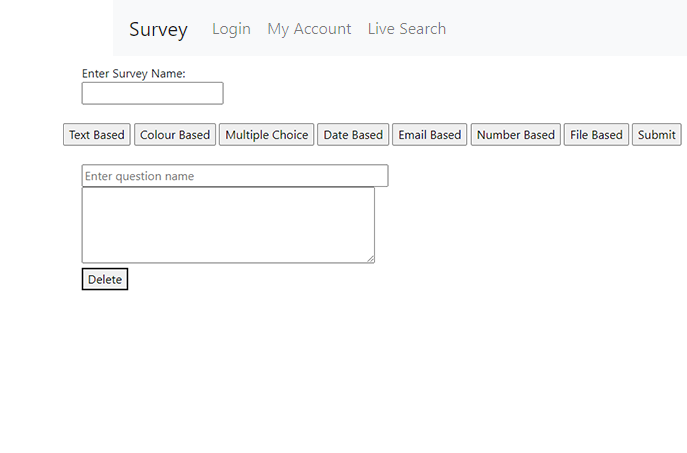 Survey Login My Account Live Search
Enter Survey Name:
Text Based Colour Based Multiple Choice Date Based Email Based Number Based File Based Submit
Enter question name
Delete